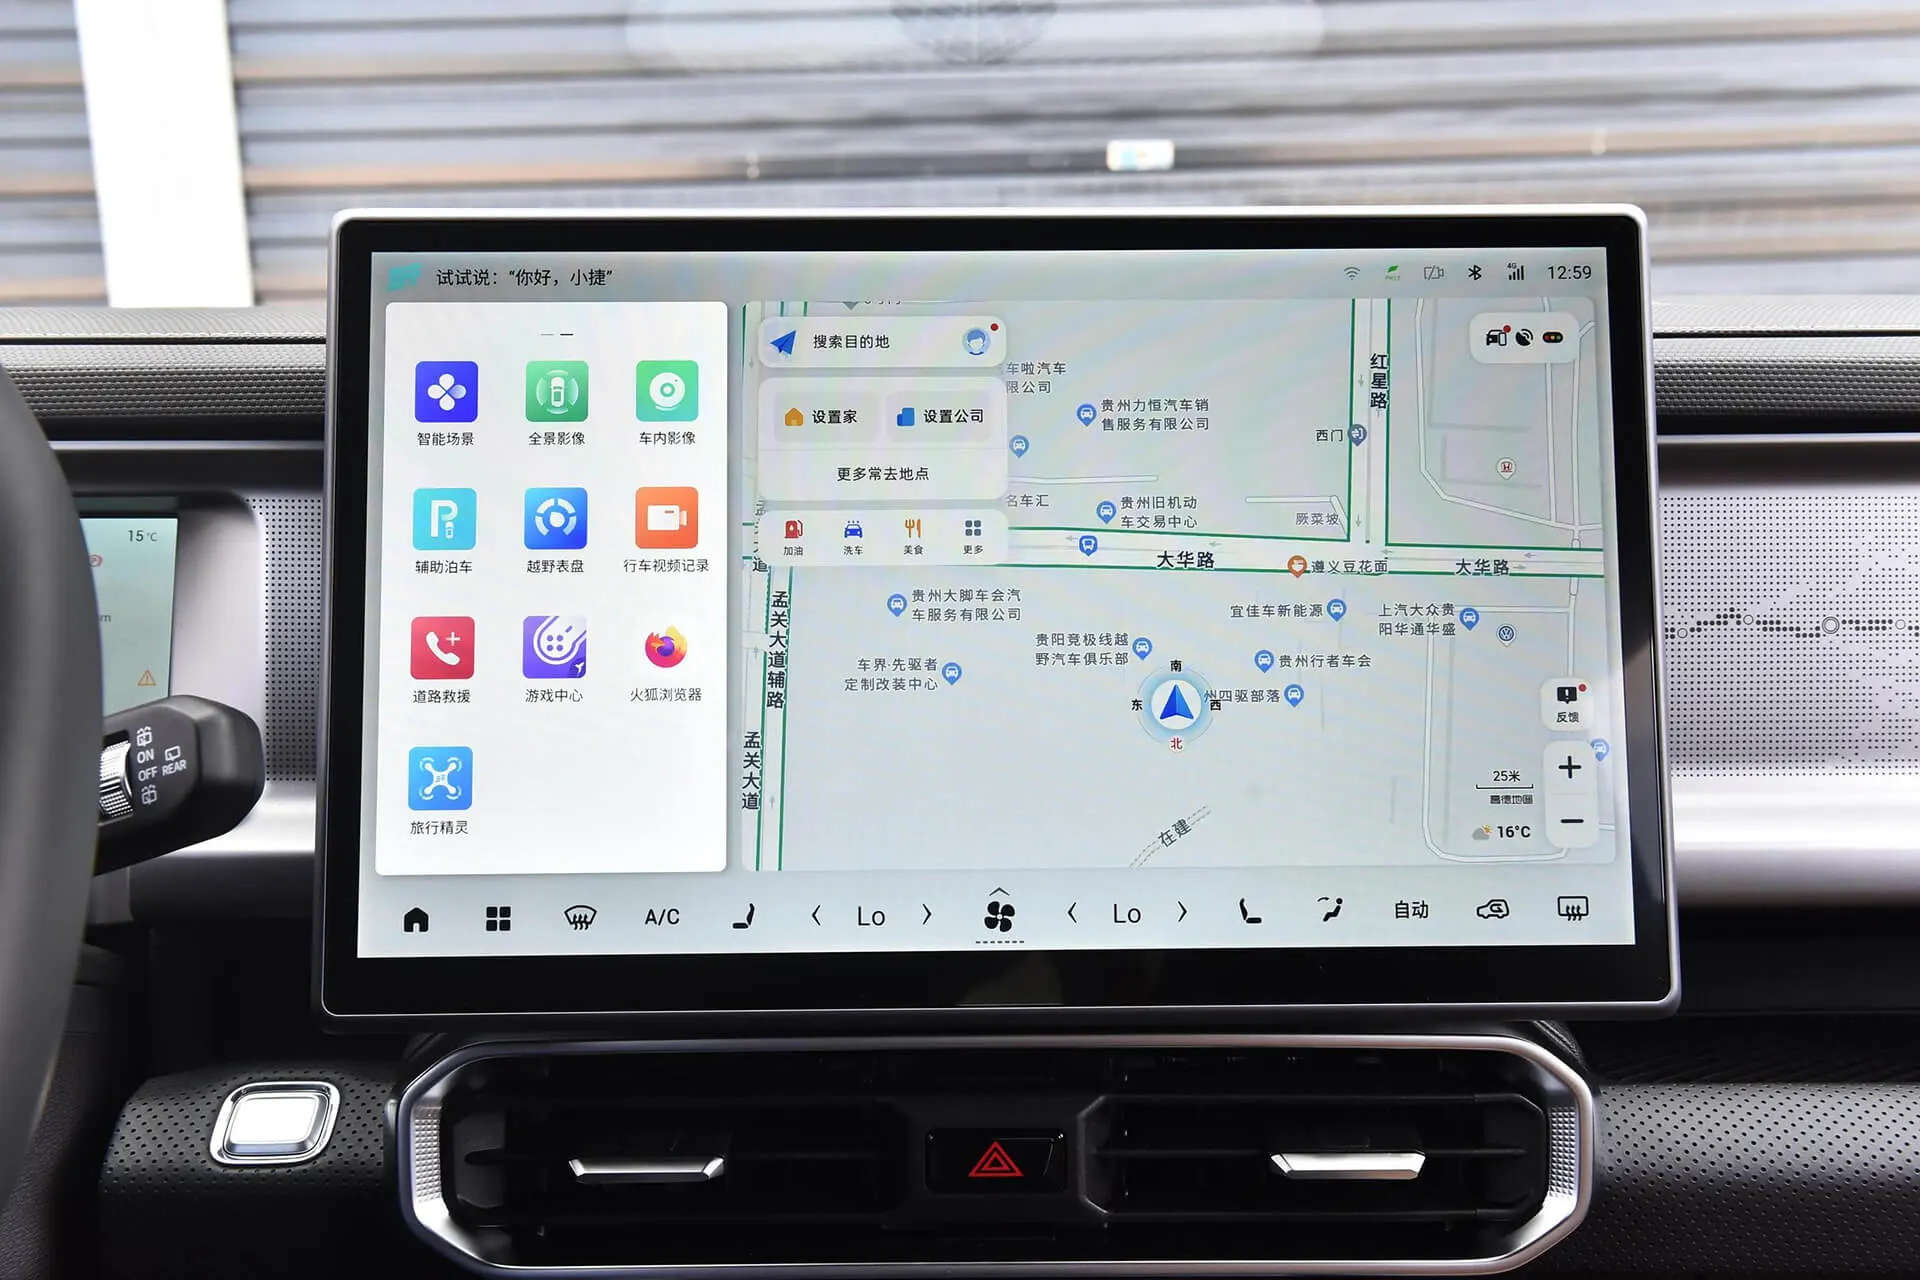 试试说：“你好，小捷”
4G
12:59
智能场景
全景影像
车内影像
辅助泊车
越野表盘
行车视频记录
道路救援
游戏中心
火狐浏览器
旅行精灵
搜索目的地
设置家
设置公司
更多常去地点
加油
洗车
美食
更多
车啦汽车
限公司
贵州力恒汽车销
售服务有限公司
红星路
西门
名车汇
贵州旧机动
车交易中心
厥菜坡
大华路
遵义豆花面
大华路
孟关大道辅路
贵州大脚车会汽
车服务有限公司
宜佳车新能源
上汽大众贵
阳华通华盛
贵阳竞极线越
野汽车俱乐部
贵州行者车会
车界·先驱者
定制改装中心
南
东
西
北
州四驱部落
反馈
孟关大道
25米
高德地图
16°C
在建
A/C
Lo
Lo
自动
15°C
ON
OFF
REAR